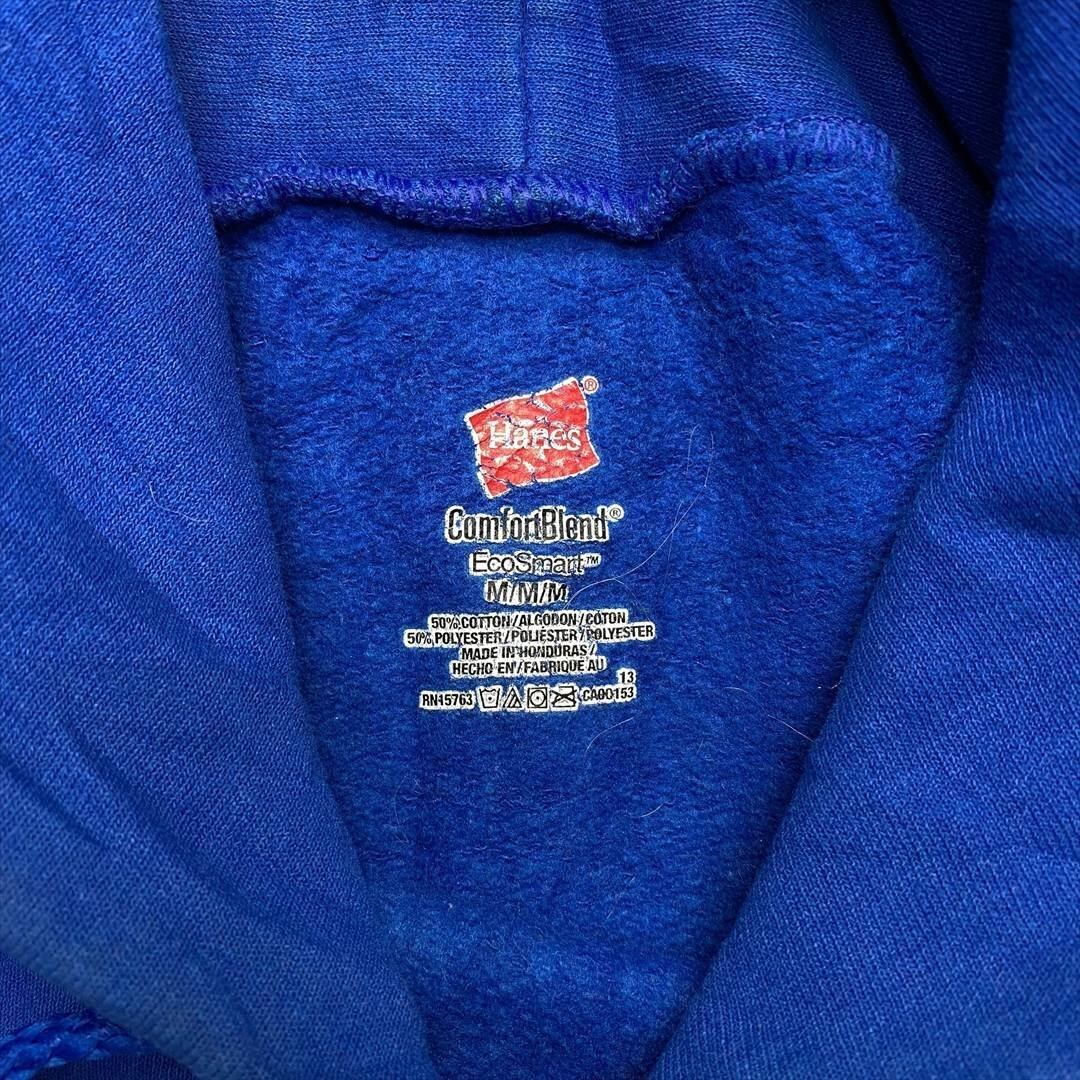 Hanes®
ComfortBlend®
EcoSmart™
M/M/M
50% COTTON/ALGODON/COTON
50% POLYESTER/POLIESTER/POLYESTER
MADE IN HONDURAS/
HECHO EN/FABRIQUE AU
13
RN15763 CA00153